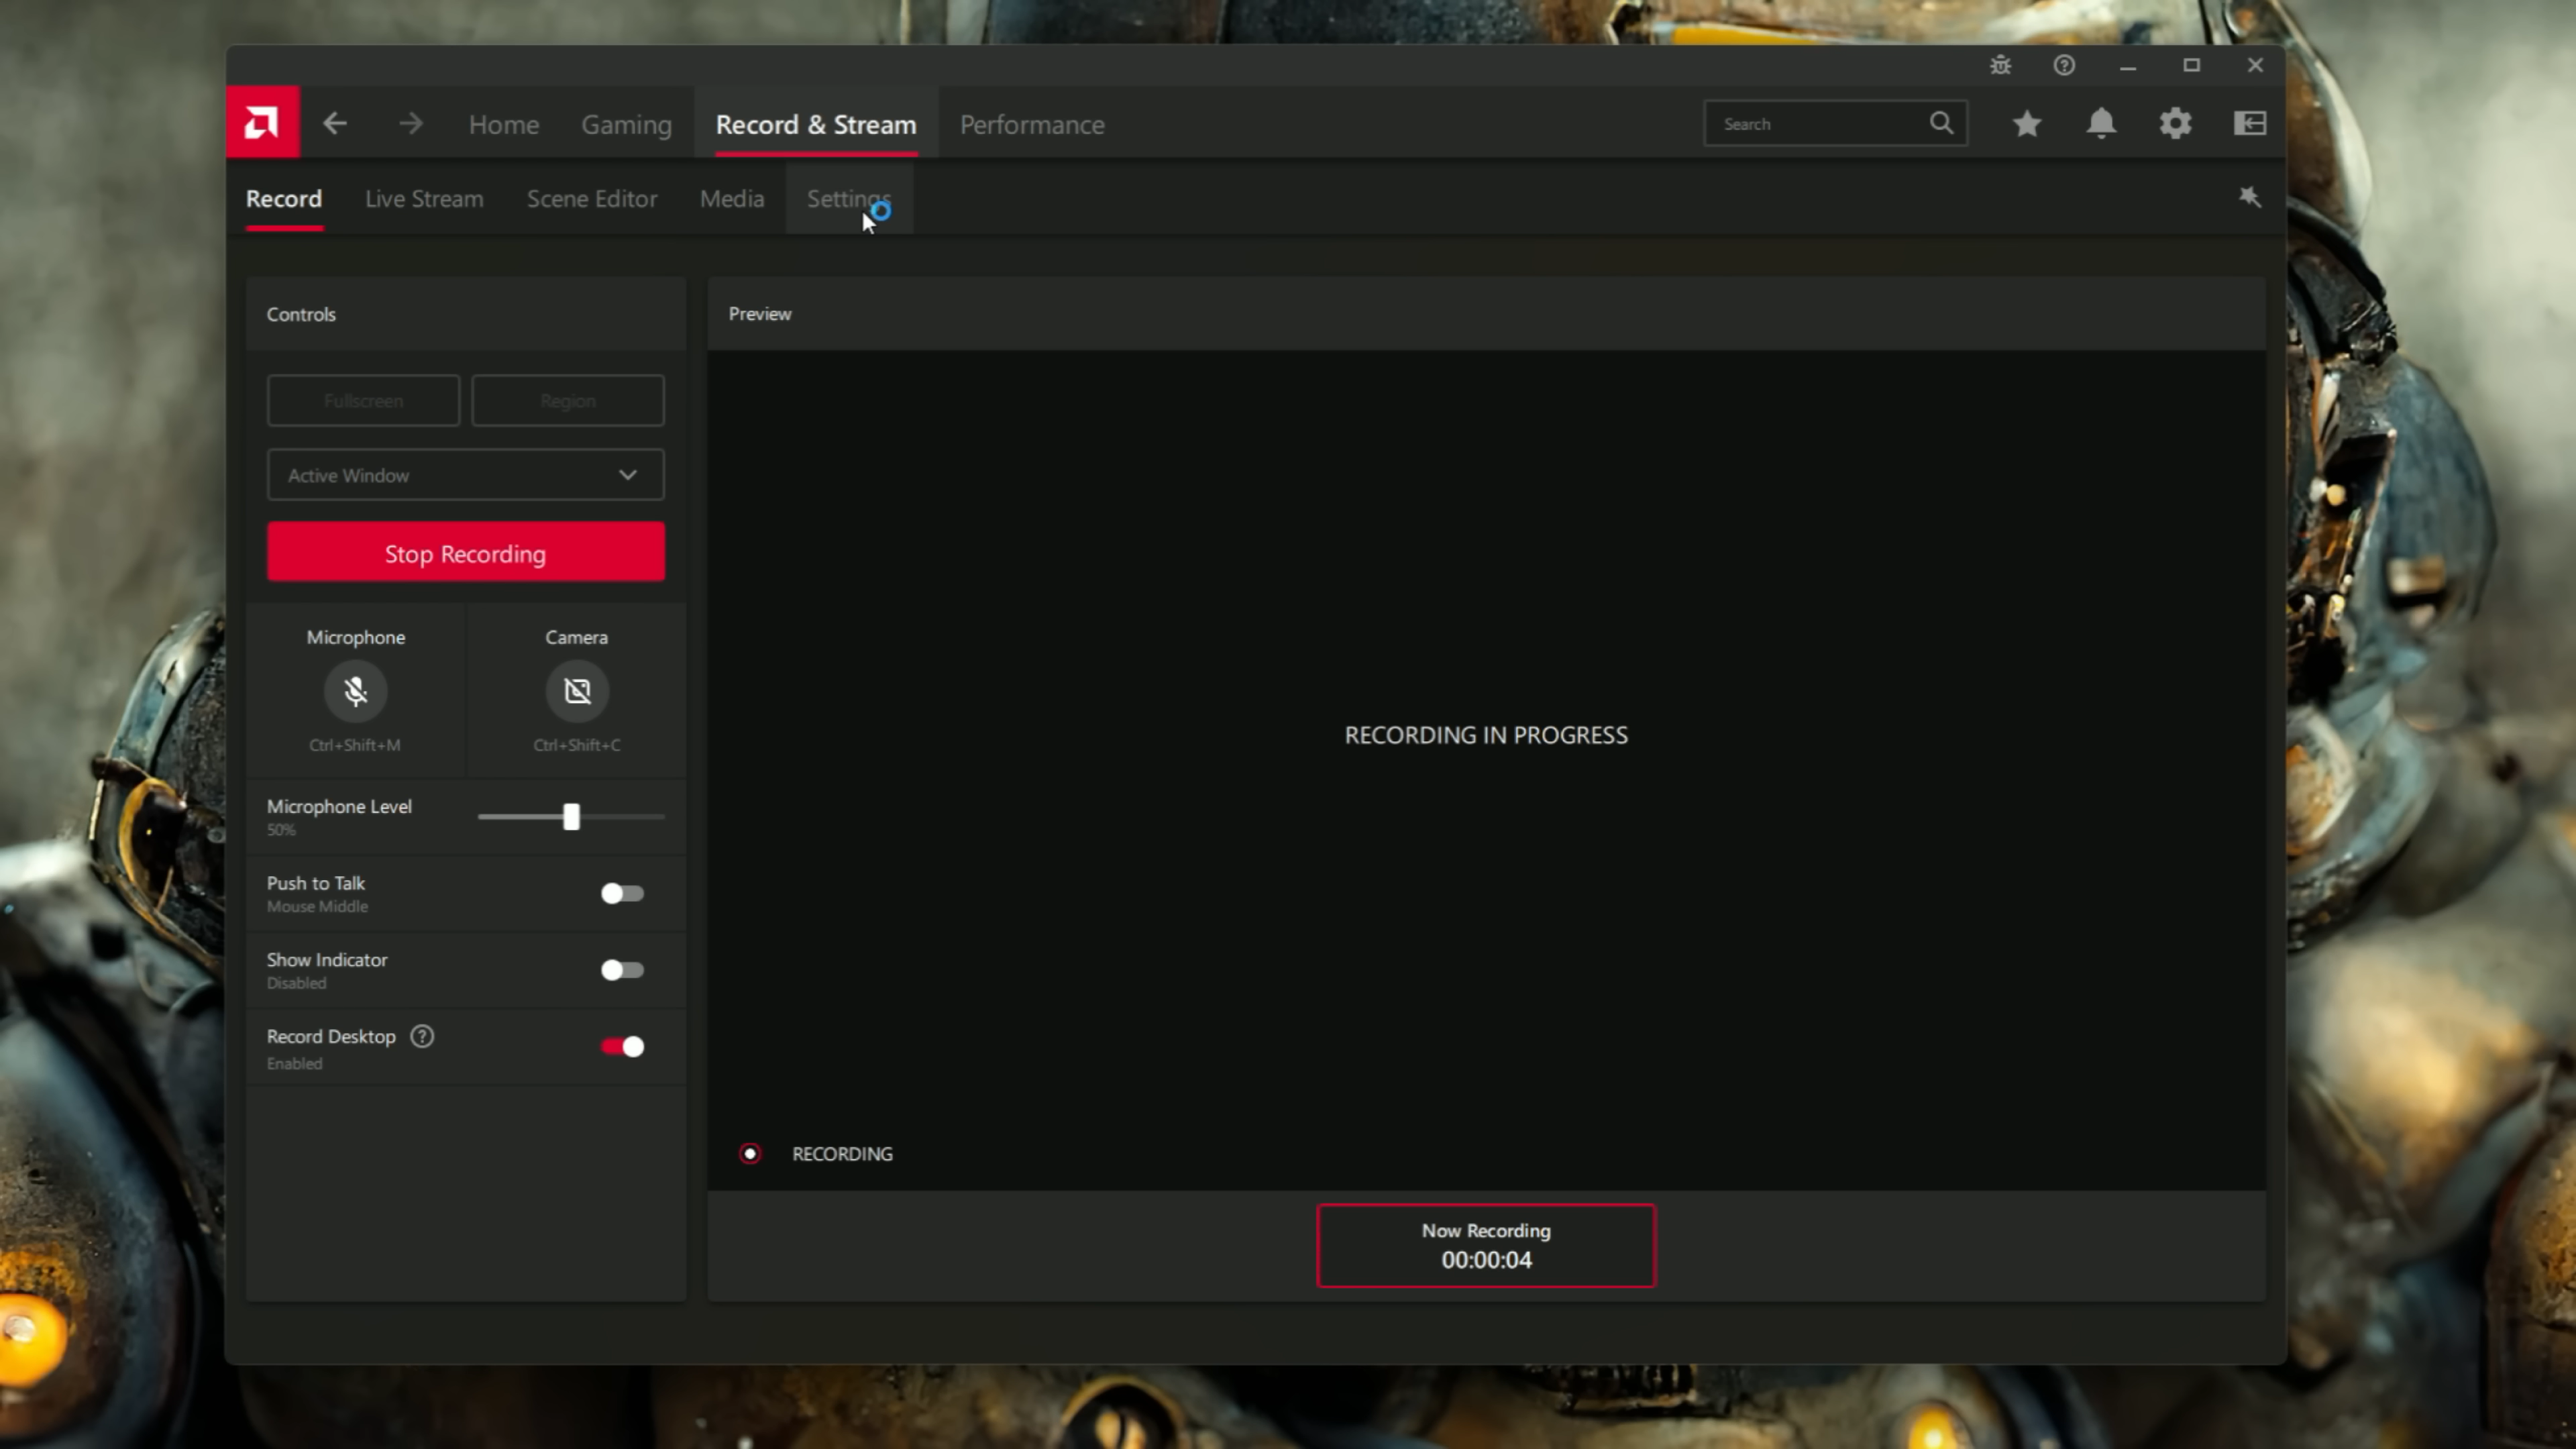 Home
Gaming
Record & Stream
Performance
Search
Record
Live Stream
Scene Editor
Media
Settings
Controls
Fullscreen
Region
Active Window
Stop Recording
Microphone
Camera
Ctrl+Shift+M
Ctrl+Shift+C
Microphone Level
50%
Push to Talk
Mouse Middle
Show Indicator
Disabled
Record Desktop
Enabled
Preview
RECORDING IN PROGRESS
RECORDING
Now Recording
00:00:04